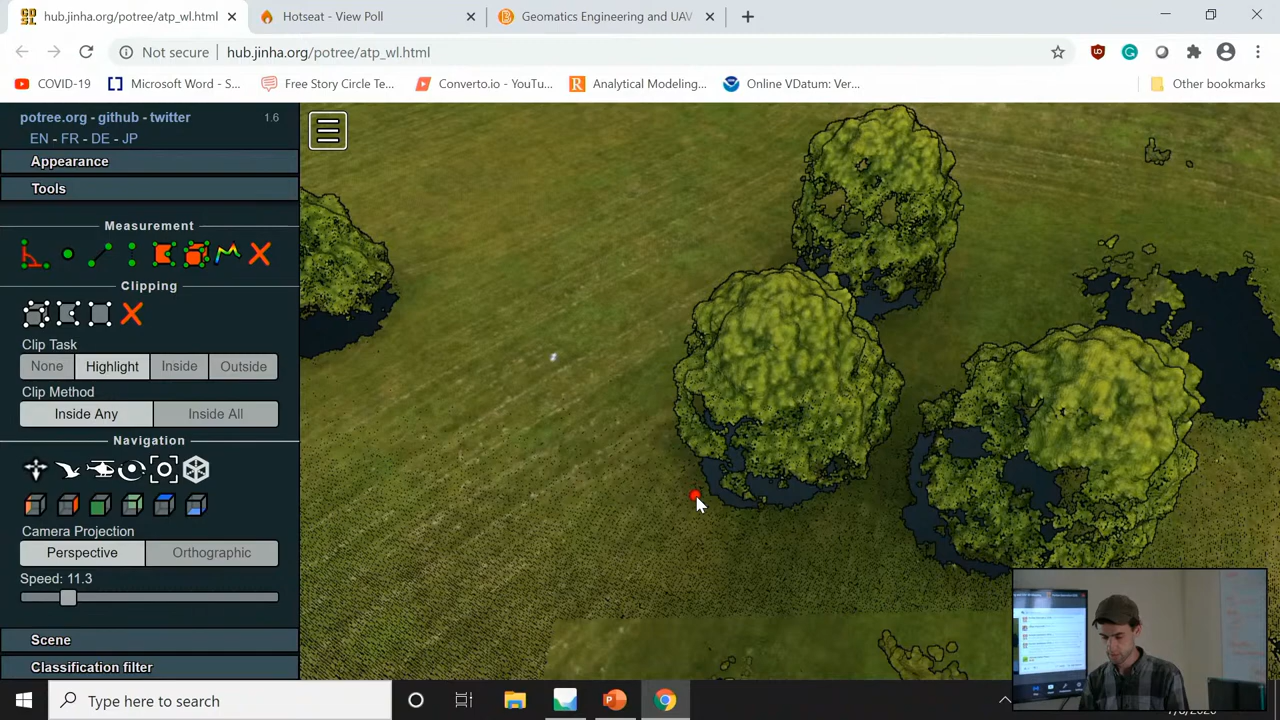 hub.jinha.org/potree/atp_wl.html
Hotseat - View Poll
Geomatics Engineering and UAV
Not secure
hub.jinha.org/potree/atp_wl.html
COVID-19
Microsoft Word - S...
Free Story Circle Te...
Converto.io - YouTu...
Analytical Modeling...
Online VDatum: Ver...
Other bookmarks
potree.org - github - twitter
1.6
EN - FR - DE - JP
Appearance
Tools
Measurement
Clipping
Clip Task
None
Highlight
Inside
Outside
Clip Method
Inside Any
Inside All
Navigation
Camera Projection
Perspective
Orthographic
Speed: 11.3
Scene
Classification filter
Type here to search